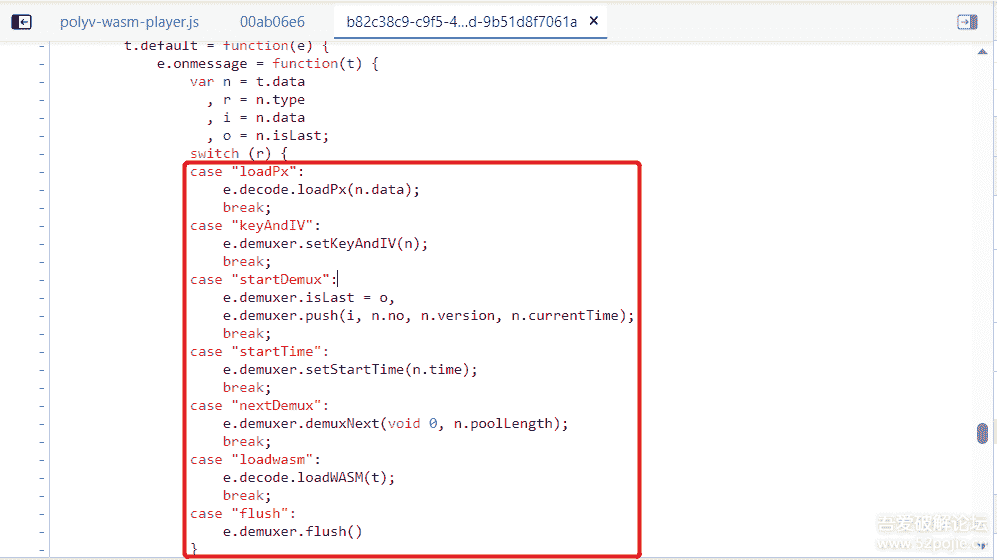 polyv-wasm-player.js 00ab06e6 b82c38c9-c9f5-4…d-9b51d8f7061a ×
t.default = function(e) {
e.onmessage = function(t) {
var n = t.data
, r = n.type
, i = n.data
, o = n.isLast;
switch (r) {
case "loadPx":
e.decode.loadPx(n.data);
break;
case "keyAndIV":
e.demuxer.setKeyAndIV(n);
break;
case "startDemux":
e.demuxer.isLast = o,
e.demuxer.push(i, n.no, n.version, n.currentTime);
break;
case "startTime":
e.demuxer.setStartTime(n.time);
break;
case "nextDemux":
e.demuxer.demuxNext(void 0, n.poolLength);
break;
case "loadwasm":
e.decode.loadWASM(t);
break;
case "flush":
e.demuxer.flush()
}
吾爱破解论坛
www.52pojie.cn